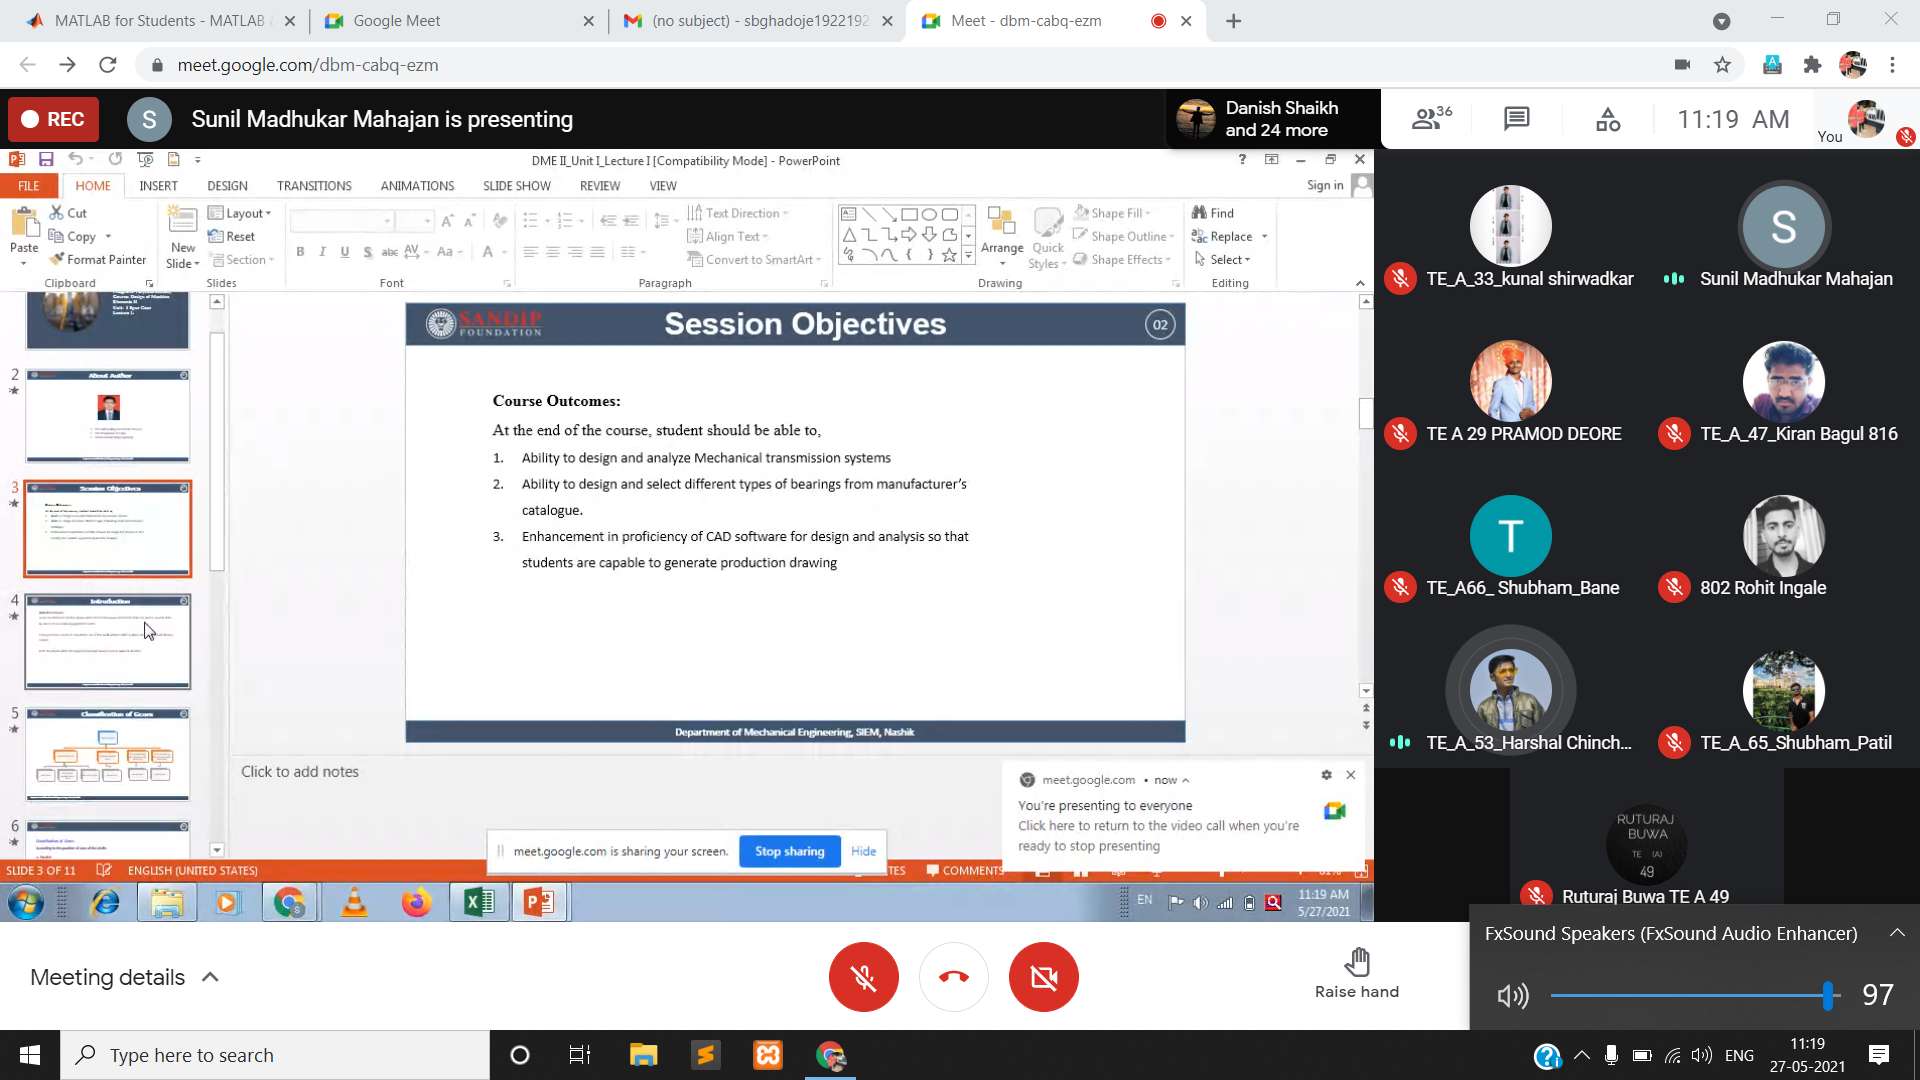 MATLAB for Students - MATLAB &
Google Meet
(no subject) - sbghadoje1922192
Meet - dbm-cabq-ezm
meet.google.com/dbm-cabq-ezm
REC
S
Sunil Madhukar Mahajan is presenting
Danish Shaikh
and 24 more
36
11:19 AM
You
DME II_Unit I_Lecture I [Compatibility Mode] - PowerPoint
FILE
HOME
INSERT
DESIGN
TRANSITIONS
ANIMATIONS
SLIDE SHOW
REVIEW
VIEW
Sign in
Paste
Cut
Copy
Format Painter
Clipboard
New
Slide
Layout
Reset
Section
Slides
Font
Paragraph
Text Direction
Align Text
Convert to SmartArt
Arrange
Quick
Styles
Shape Fill
Shape Outline
Shape Effects
Drawing
Find
Replace
Select
Editing
2
About Author
3
Session Objectives
4
Introduction
5
Classification of Gears
6
SANDIP
FOUNDATION
Session Objectives
02
Course Outcomes:
At the end of the course, student should be able to,
1. Ability to design and analyze Mechanical transmission systems
2. Ability to design and select different types of bearings from manufacturer's
catalogue.
3. Enhancement in proficiency of CAD software for design and analysis so that
students are capable to generate production drawing
Department of Mechanical Engineering, SIEM, Nashik
Click to add notes
meet.google.com • now
You're presenting to everyone
Click here to return to the video call when you're
ready to stop presenting
meet.google.com is sharing your screen.
Stop sharing
Hide
SLIDE 3 OF 11
ENGLISH (UNITED STATES)
COMMENTS
EN
11:19 AM
5/27/2021
TE_A_33_kunal shirwadkar
S
Sunil Madhukar Mahajan
TE A 29 PRAMOD DEORE
TE_A_47_Kiran Bagul 816
T
TE_A66_ Shubham_Bane
802 Rohit Ingale
TE_A_53_Harshal Chinch...
TE_A_65_Shubham_Patil
RUTURAJ
BUWA
TE (A)
49
Ruturaj Buwa TE A 49
FxSound Speakers (FxSound Audio Enhancer)
97
Meeting details
Raise hand
Type here to search
ENG
11:19
27-05-2021